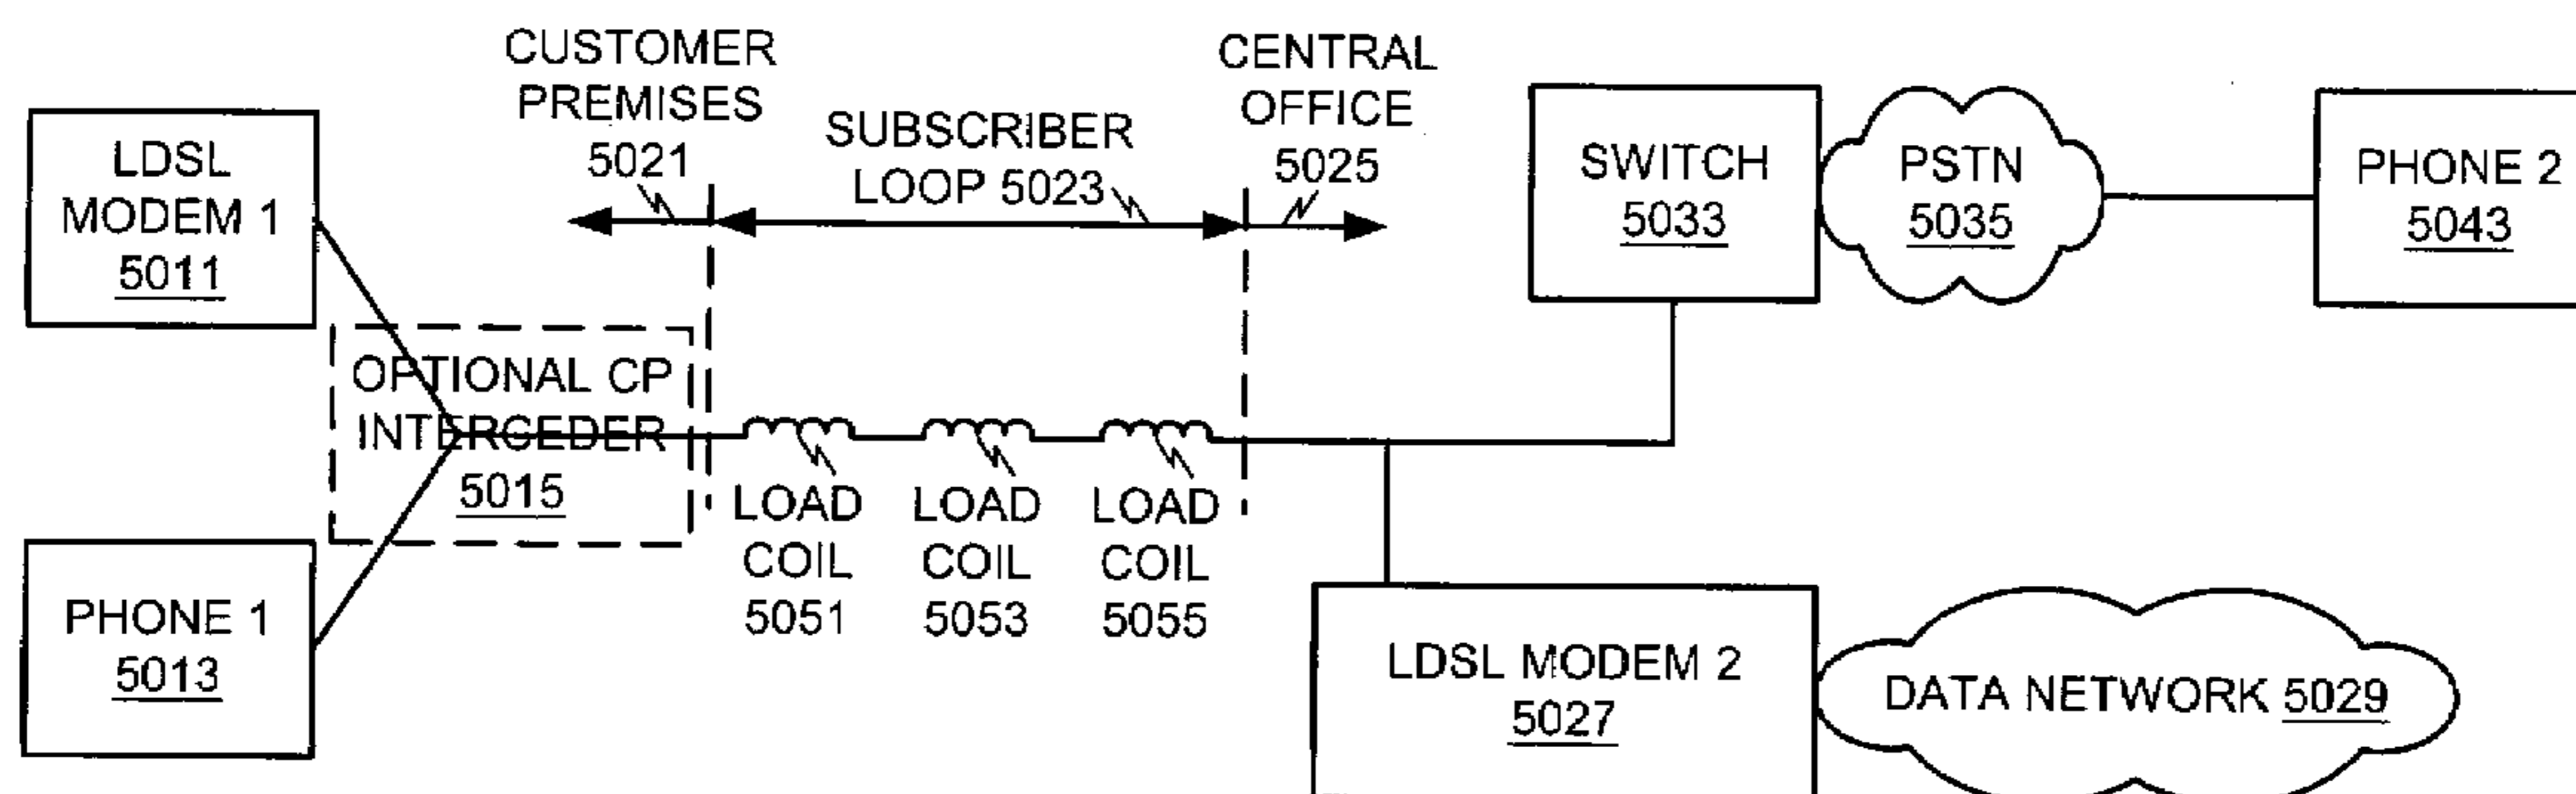 CUSTOMER
PREMISES
5021
SUBSCRIBER
LOOP 5023
CENTRAL
OFFICE
5025
LDSL
MODEM 1
5011
SWITCH
5033
PSTN
5035
PHONE 2
5043
OPTIONAL CP
INTERCEDER
5015
LOAD
COIL
5051
LOAD
COIL
5053
LOAD
COIL
5055
PHONE 1
5013
LDSL MODEM 2
5027
DATA NETWORK 5029